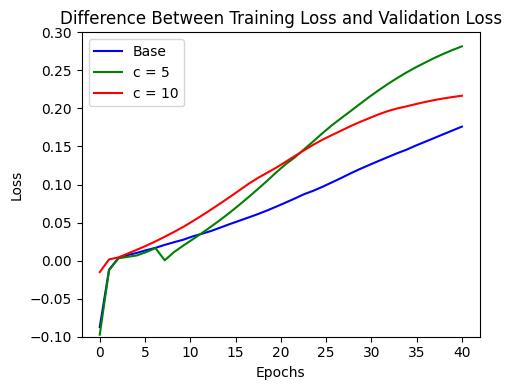 Difference Between Training Loss and Validation Loss
0.30
0.25
0.20
0.15
0.10
0.05
0.00
−0.05
−0.10
Loss
Base
c = 5
c = 10
0 5 10 15 20 25 30 35 40
Epochs